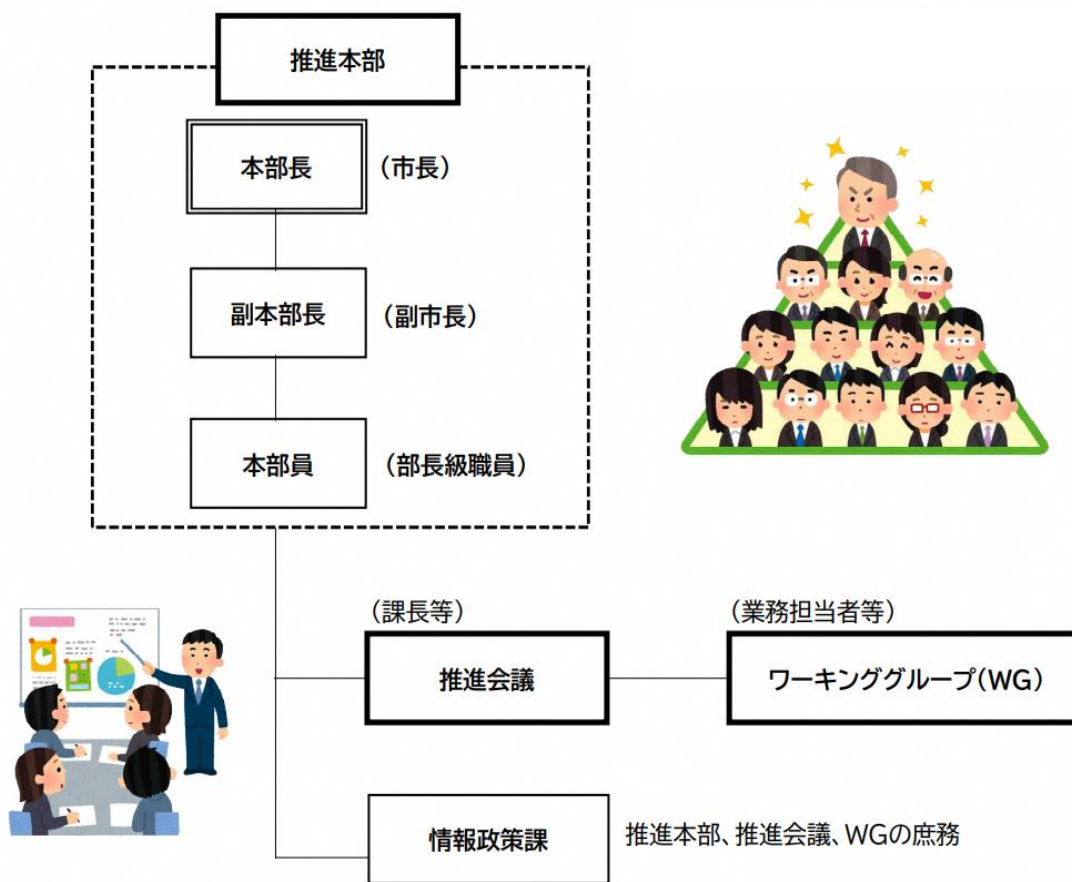 推進本部
本部長
（市長）
副本部長
（副市長）
本部員
（部長級職員）
（課長等）
（業務担当者等）
推進会議
ワーキンググループ（WG）
情報政策課
推進本部、推進会議、WGの庶務